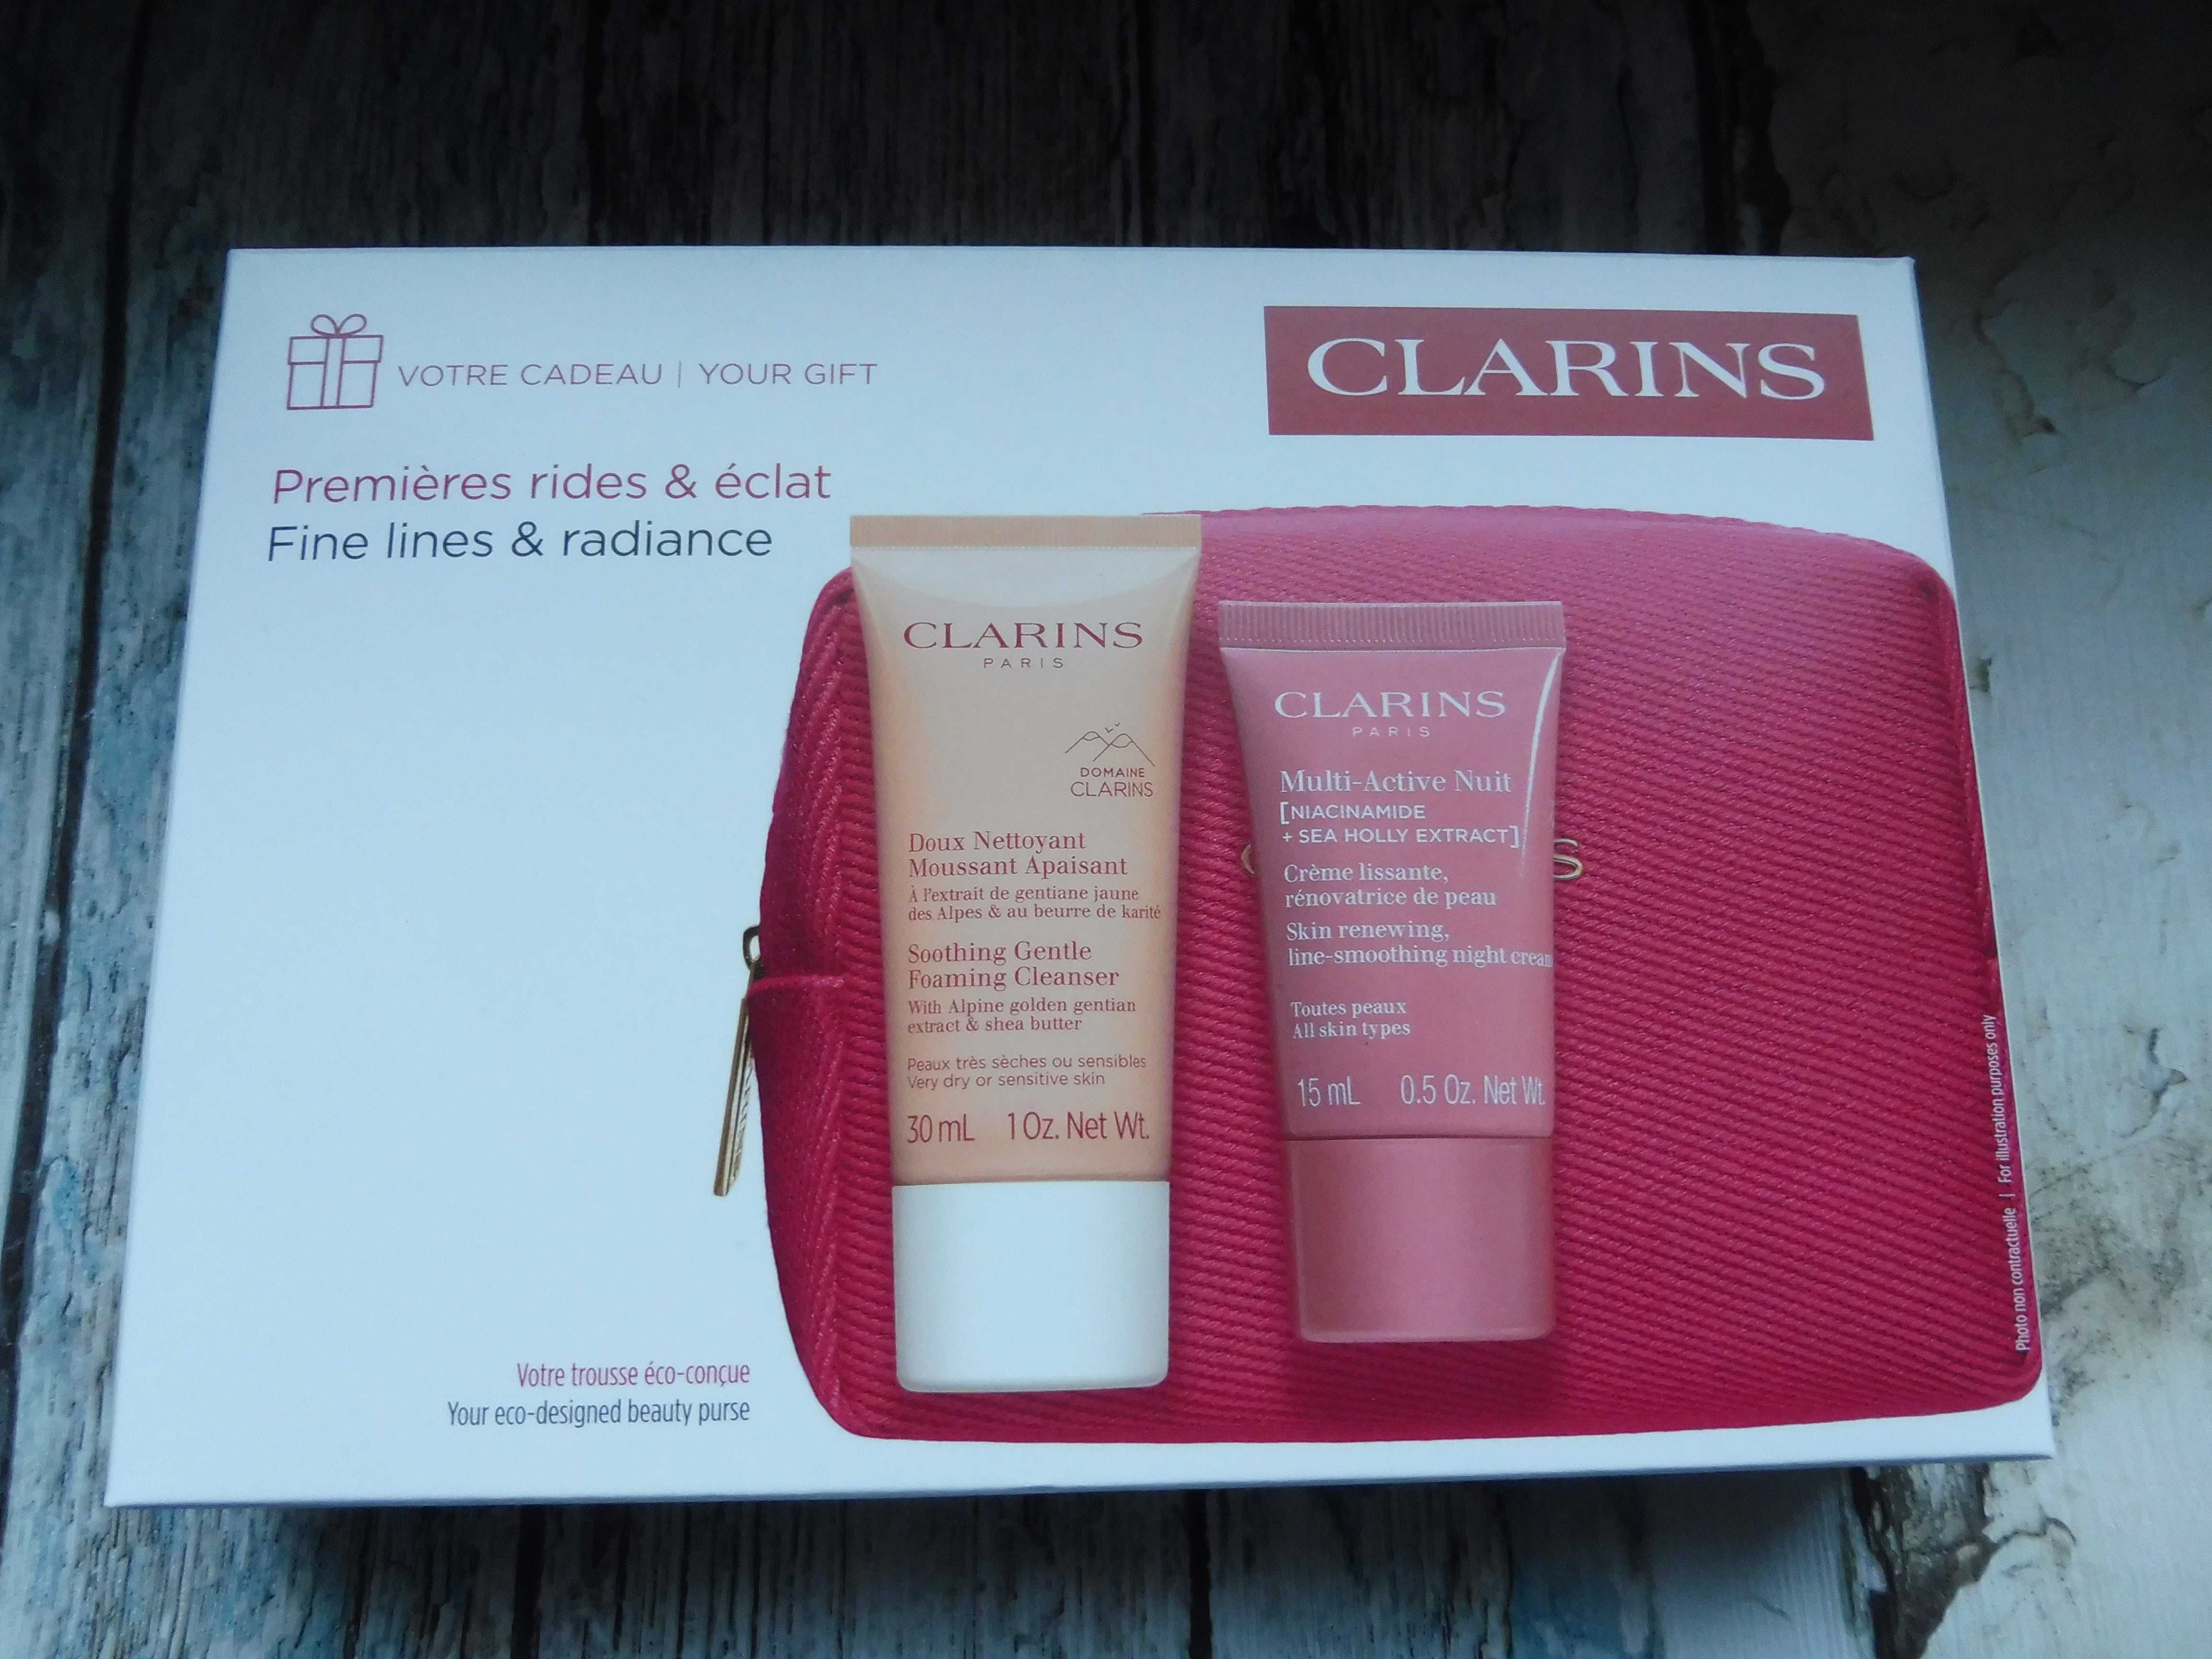 VOTRE CADEAU | YOUR GIFT
CLARINS
Premières rides & éclat
Fine lines & radiance
CLARINS
PARIS
DOMAINE
CLARINS
Doux Nettoyant
Moussant Apaisant
À l'extrait de gentiane jaune
des Alpes & au beurre de karité
Soothing Gentle
Foaming Cleanser
With Alpine golden gentian
extract & shea butter
Peaux très sèches ou sensibles
Very dry or sensitive skin
30 mL 1 Oz. Net Wt.
CLARINS
PARIS
Multi-Active Nuit
[NIACINAMIDE
+ SEA HOLLY EXTRACT]
Crème lissante,
rénovatrice de peau
Skin renewing,
line-smoothing night cream
Toutes peaux
All skin types
15 mL 0.5 Oz. Net Wt.
Votre trousse éco-conçue
Your eco-designed beauty purse
Photo non contractuelle | For illustration purposes only